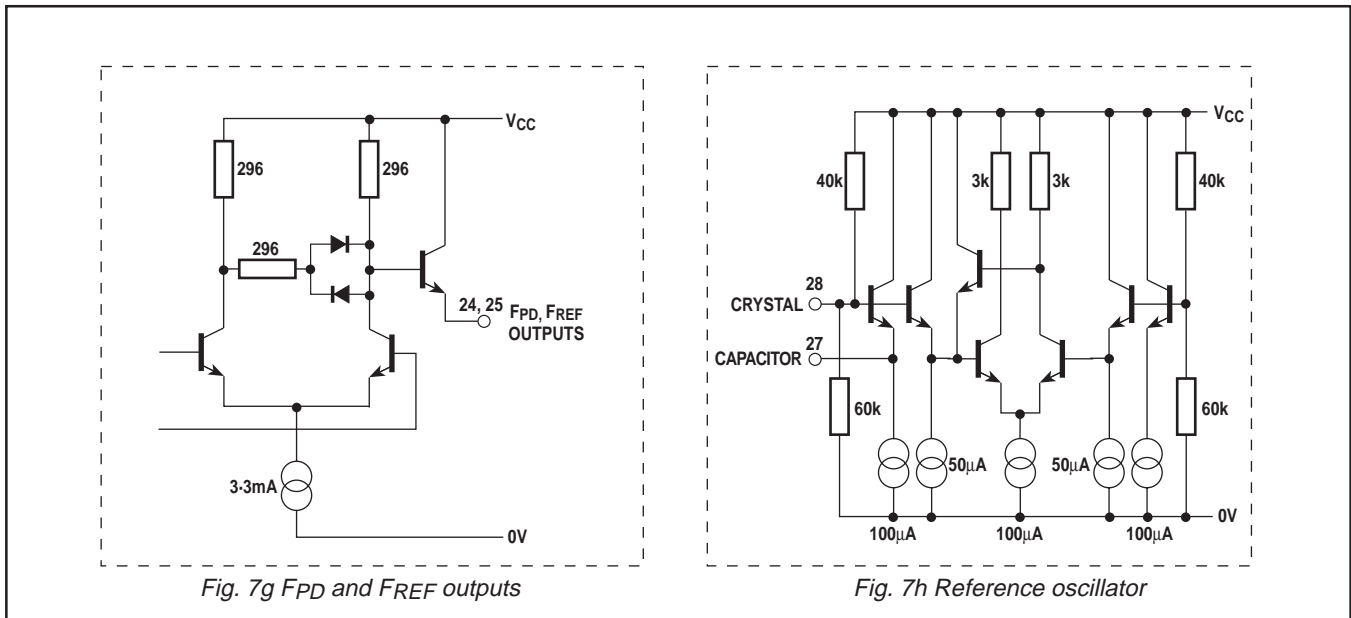 VCC
296
296
296
24, 25
FPD, FREF
OUTPUTS
3·3mA
0V
Fig. 7g FPD and FREF outputs
VCC
40k
3k
3k
40k
28
CRYSTAL
27
CAPACITOR
60k
60k
50µA
50µA
0V
100µA
100µA
100µA
Fig. 7h Reference oscillator